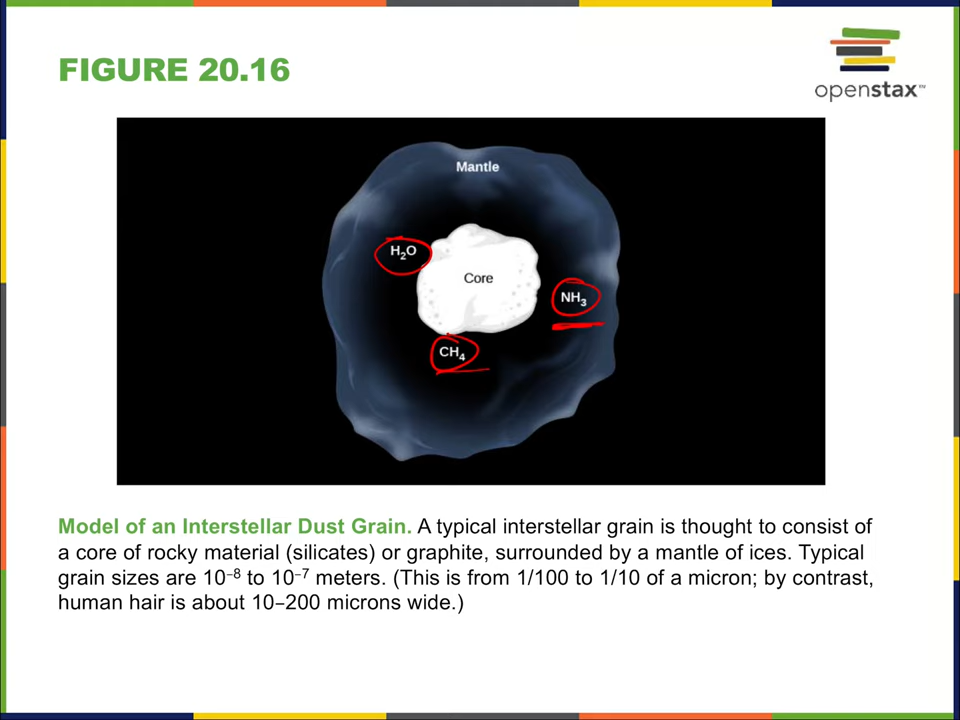 FIGURE 20.16
openstax™
Mantle
H₂O
Core
NH₃
CH₄
Model of an Interstellar Dust Grain. A typical interstellar grain is thought to consist of
a core of rocky material (silicates) or graphite, surrounded by a mantle of ices. Typical
grain sizes are 10⁻⁸ to 10⁻⁷ meters. (This is from 1/100 to 1/10 of a micron; by contrast,
human hair is about 10–200 microns wide.)